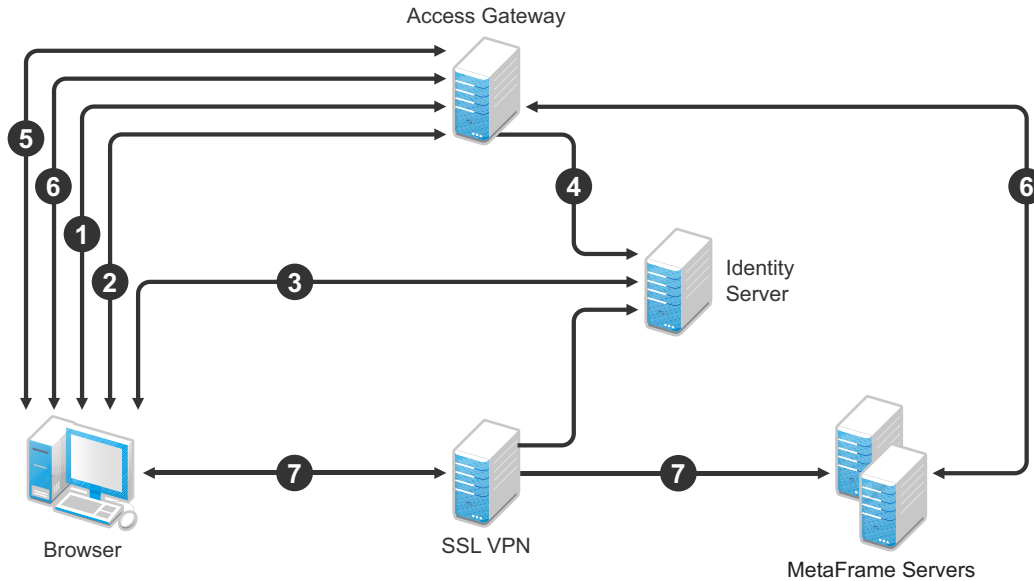 Access Gateway
5
6
1
2
3
4
6
Identity
Server
7
7
Browser
SSL VPN
MetaFrame Servers